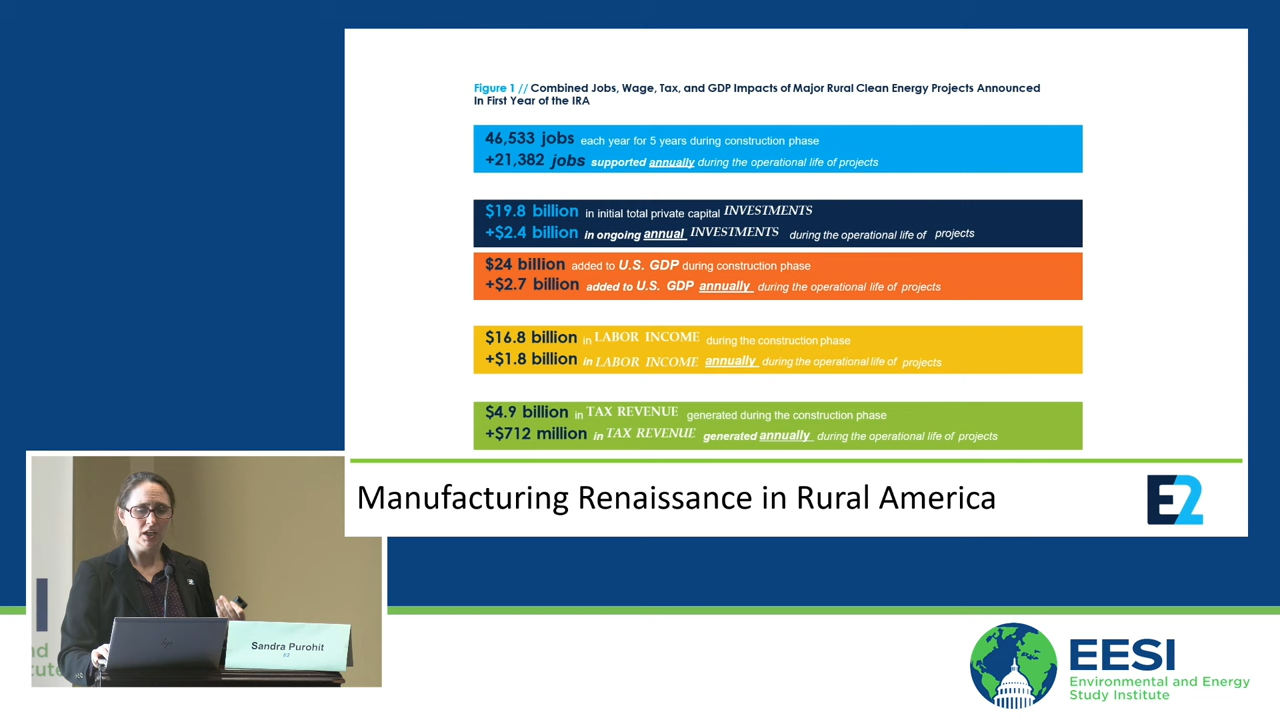 Figure 1 // Combined Jobs, Wage, Tax, and GDP Impacts of Major Rural Clean Energy Projects Announced
In First Year of the IRA
46,533 jobs each year for 5 years during construction phase
+21,382 jobs supported annually during the operational life of projects
$19.8 billion in initial total private capital INVESTMENTS
+$2.4 billion in ongoing annual INVESTMENTS during the operational life of projects
$24 billion added to U.S. GDP during construction phase
+$2.7 billion added to U.S. GDP annually during the operational life of projects
$16.8 billion in LABOR INCOME during the construction phase
+$1.8 billion in LABOR INCOME annually during the operational life of projects
$4.9 billion in TAX REVENUE generated during the construction phase
+$712 million in TAX REVENUE generated annually during the operational life of projects
Manufacturing Renaissance in Rural America
E2
I
nd
tute
Sandra Purohit
E2
hp
EESI
Environmental and Energy
Study Institute